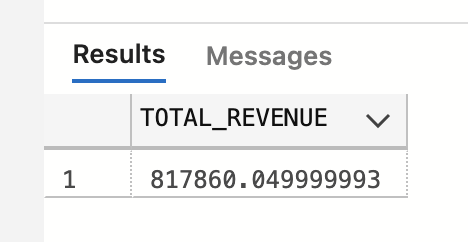 Results Messages
TOTAL_REVENUE
1 817860.049999993